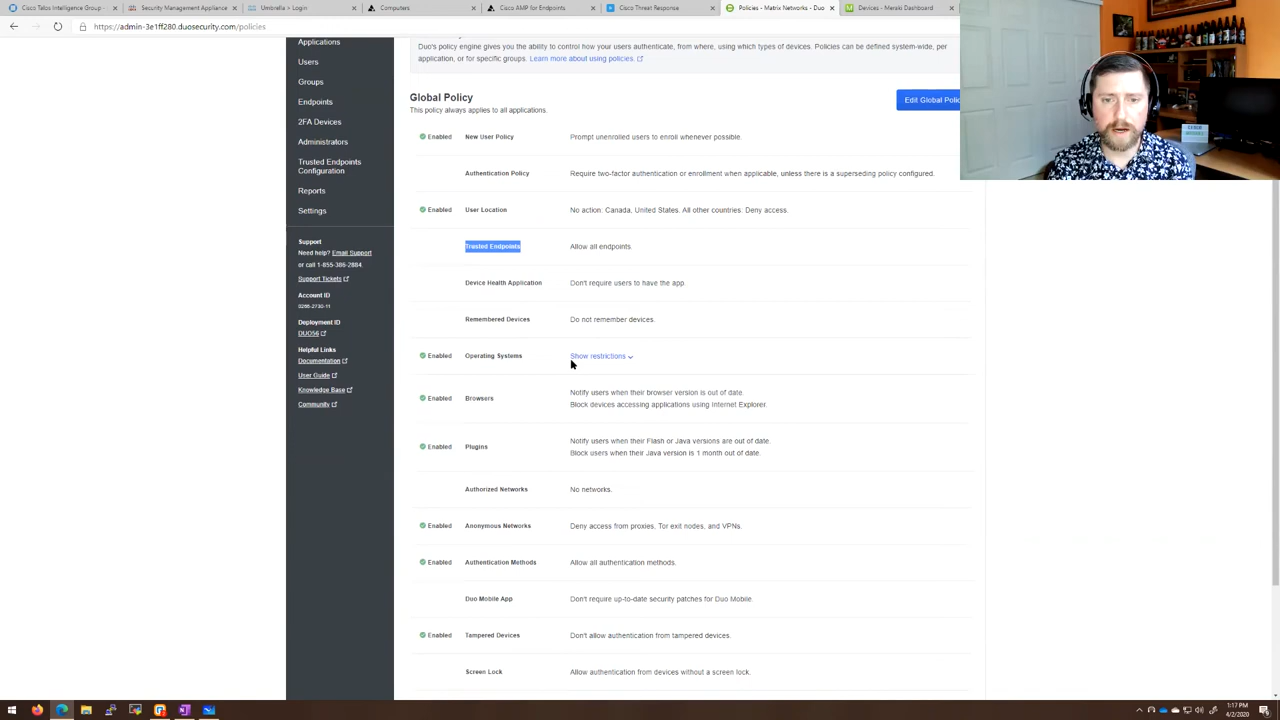 Cisco Talos Intelligence Group -
Security Management Appliance
Umbrella > Login
Computers
Cisco AMP for Endpoints
Cisco Threat Response
Policies - Matrix Networks - Duo
Devices - Meraki Dashboard
https://admin-3e1ff280.duosecurity.com/policies
Applications
Users
Groups
Endpoints
2FA Devices
Administrators
Trusted Endpoints
Configuration
Reports
Settings
Support
Need help? Email Support
or call 1-855-386-2884.
Support Tickets
Account ID
0266-2730-11
Deployment ID
DUO56
Helpful Links
Documentation
User Guide
Knowledge Base
Community
Duo's policy engine gives you the ability to control how your users authenticate, from where, using which types of devices. Policies can be defined system-wide, per
application, or for specific groups. Learn more about using policies.
Global Policy
This policy always applies to all applications.
Edit Global Polic
Enabled New User Policy Prompt unenrolled users to enroll whenever possible.
Authentication Policy Require two-factor authentication or enrollment when applicable, unless there is a superseding policy configured.
Enabled User Location No action: Canada, United States. All other countries: Deny access.
Trusted Endpoints Allow all endpoints.
Device Health Application Don't require users to have the app.
Remembered Devices Do not remember devices.
Enabled Operating Systems Show restrictions
Enabled Browsers Notify users when their browser version is out of date.
Block devices accessing applications using Internet Explorer.
Enabled Plugins Notify users when their Flash or Java versions are out of date.
Block users when their Java version is 1 month out of date.
Authorized Networks No networks.
Enabled Anonymous Networks Deny access from proxies, Tor exit nodes, and VPNs.
Enabled Authentication Methods Allow all authentication methods.
Duo Mobile App Don't require up-to-date security patches for Duo Mobile.
Enabled Tampered Devices Don't allow authentication from tampered devices.
Screen Lock Allow authentication from devices without a screen lock.
1:17 PM
4/2/2020